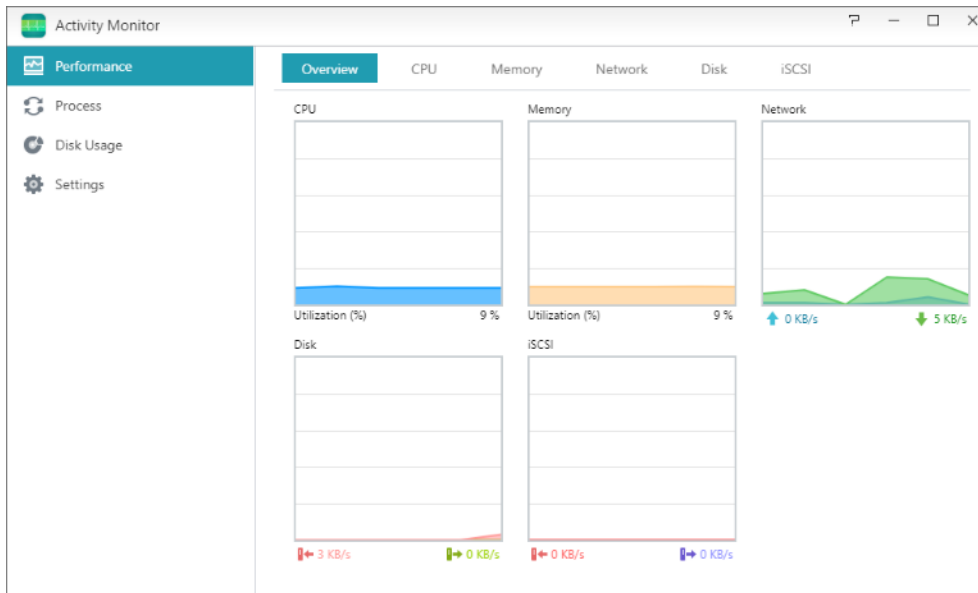 Activity Monitor
Performance
Process
Disk Usage
Settings
Overview CPU Memory Network Disk iSCSI
CPU
Utilization (%) 9 %
Memory
Utilization (%) 9 %
Network
0 KB/s 5 KB/s
Disk
3 KB/s 0 KB/s
iSCSI
0 KB/s 0 KB/s